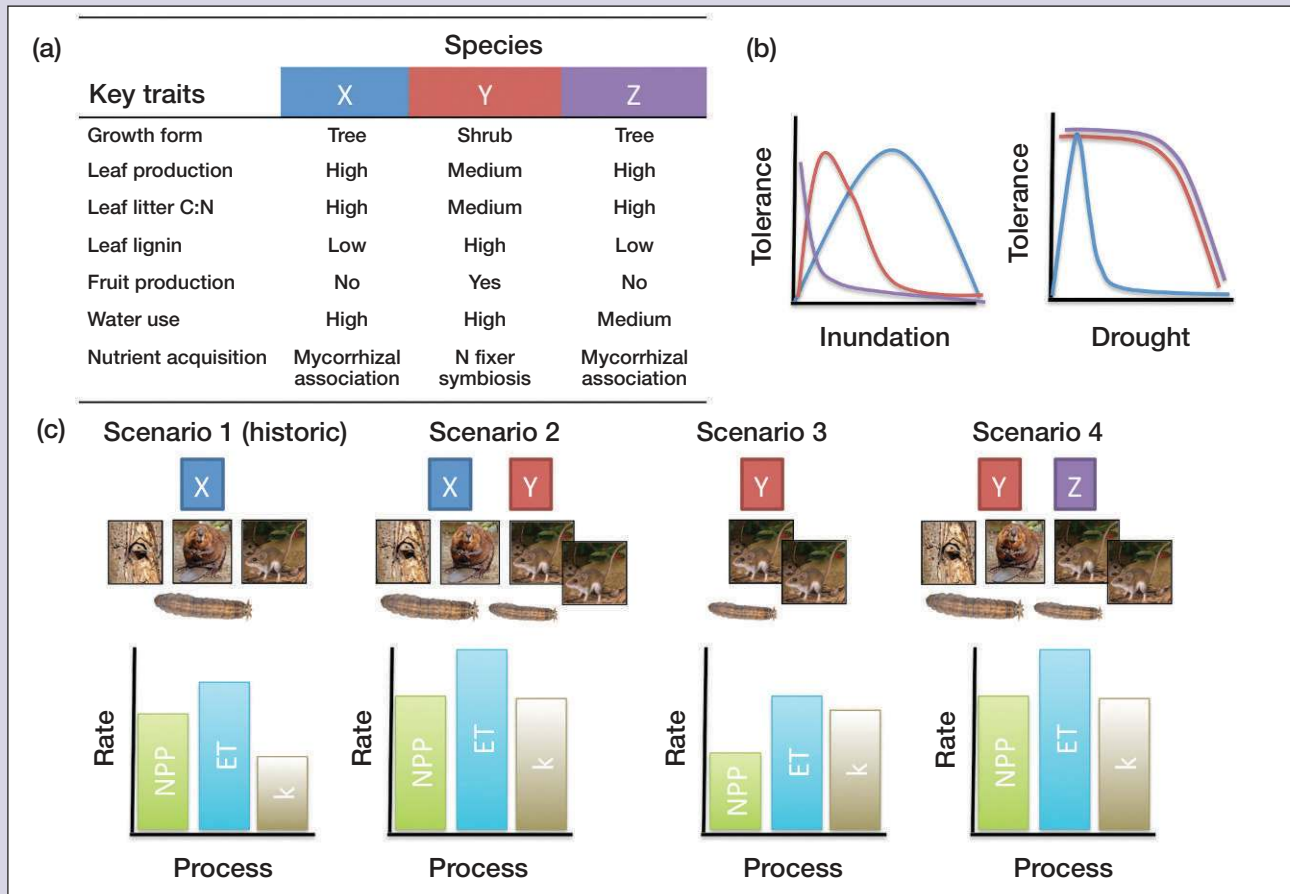 (a)
Species
Key traits X Y Z
Growth form Tree Shrub Tree
Leaf production High Medium High
Leaf litter C:N High Medium High
Leaf lignin Low High Low
Fruit production No Yes No
Water use High High Medium
Nutrient acquisition Mycorrhizal N fixer Mycorrhizal
association symbiosis association
(b)
Tolerance
Inundation
Tolerance
Drought
(c)
Scenario 1 (historic) Scenario 2 Scenario 3 Scenario 4
X X Y Y Y Z
Rate NPP ET k
Process
Rate NPP ET k
Process
Rate NPP ET k
Process
Rate NPP ET k
Process